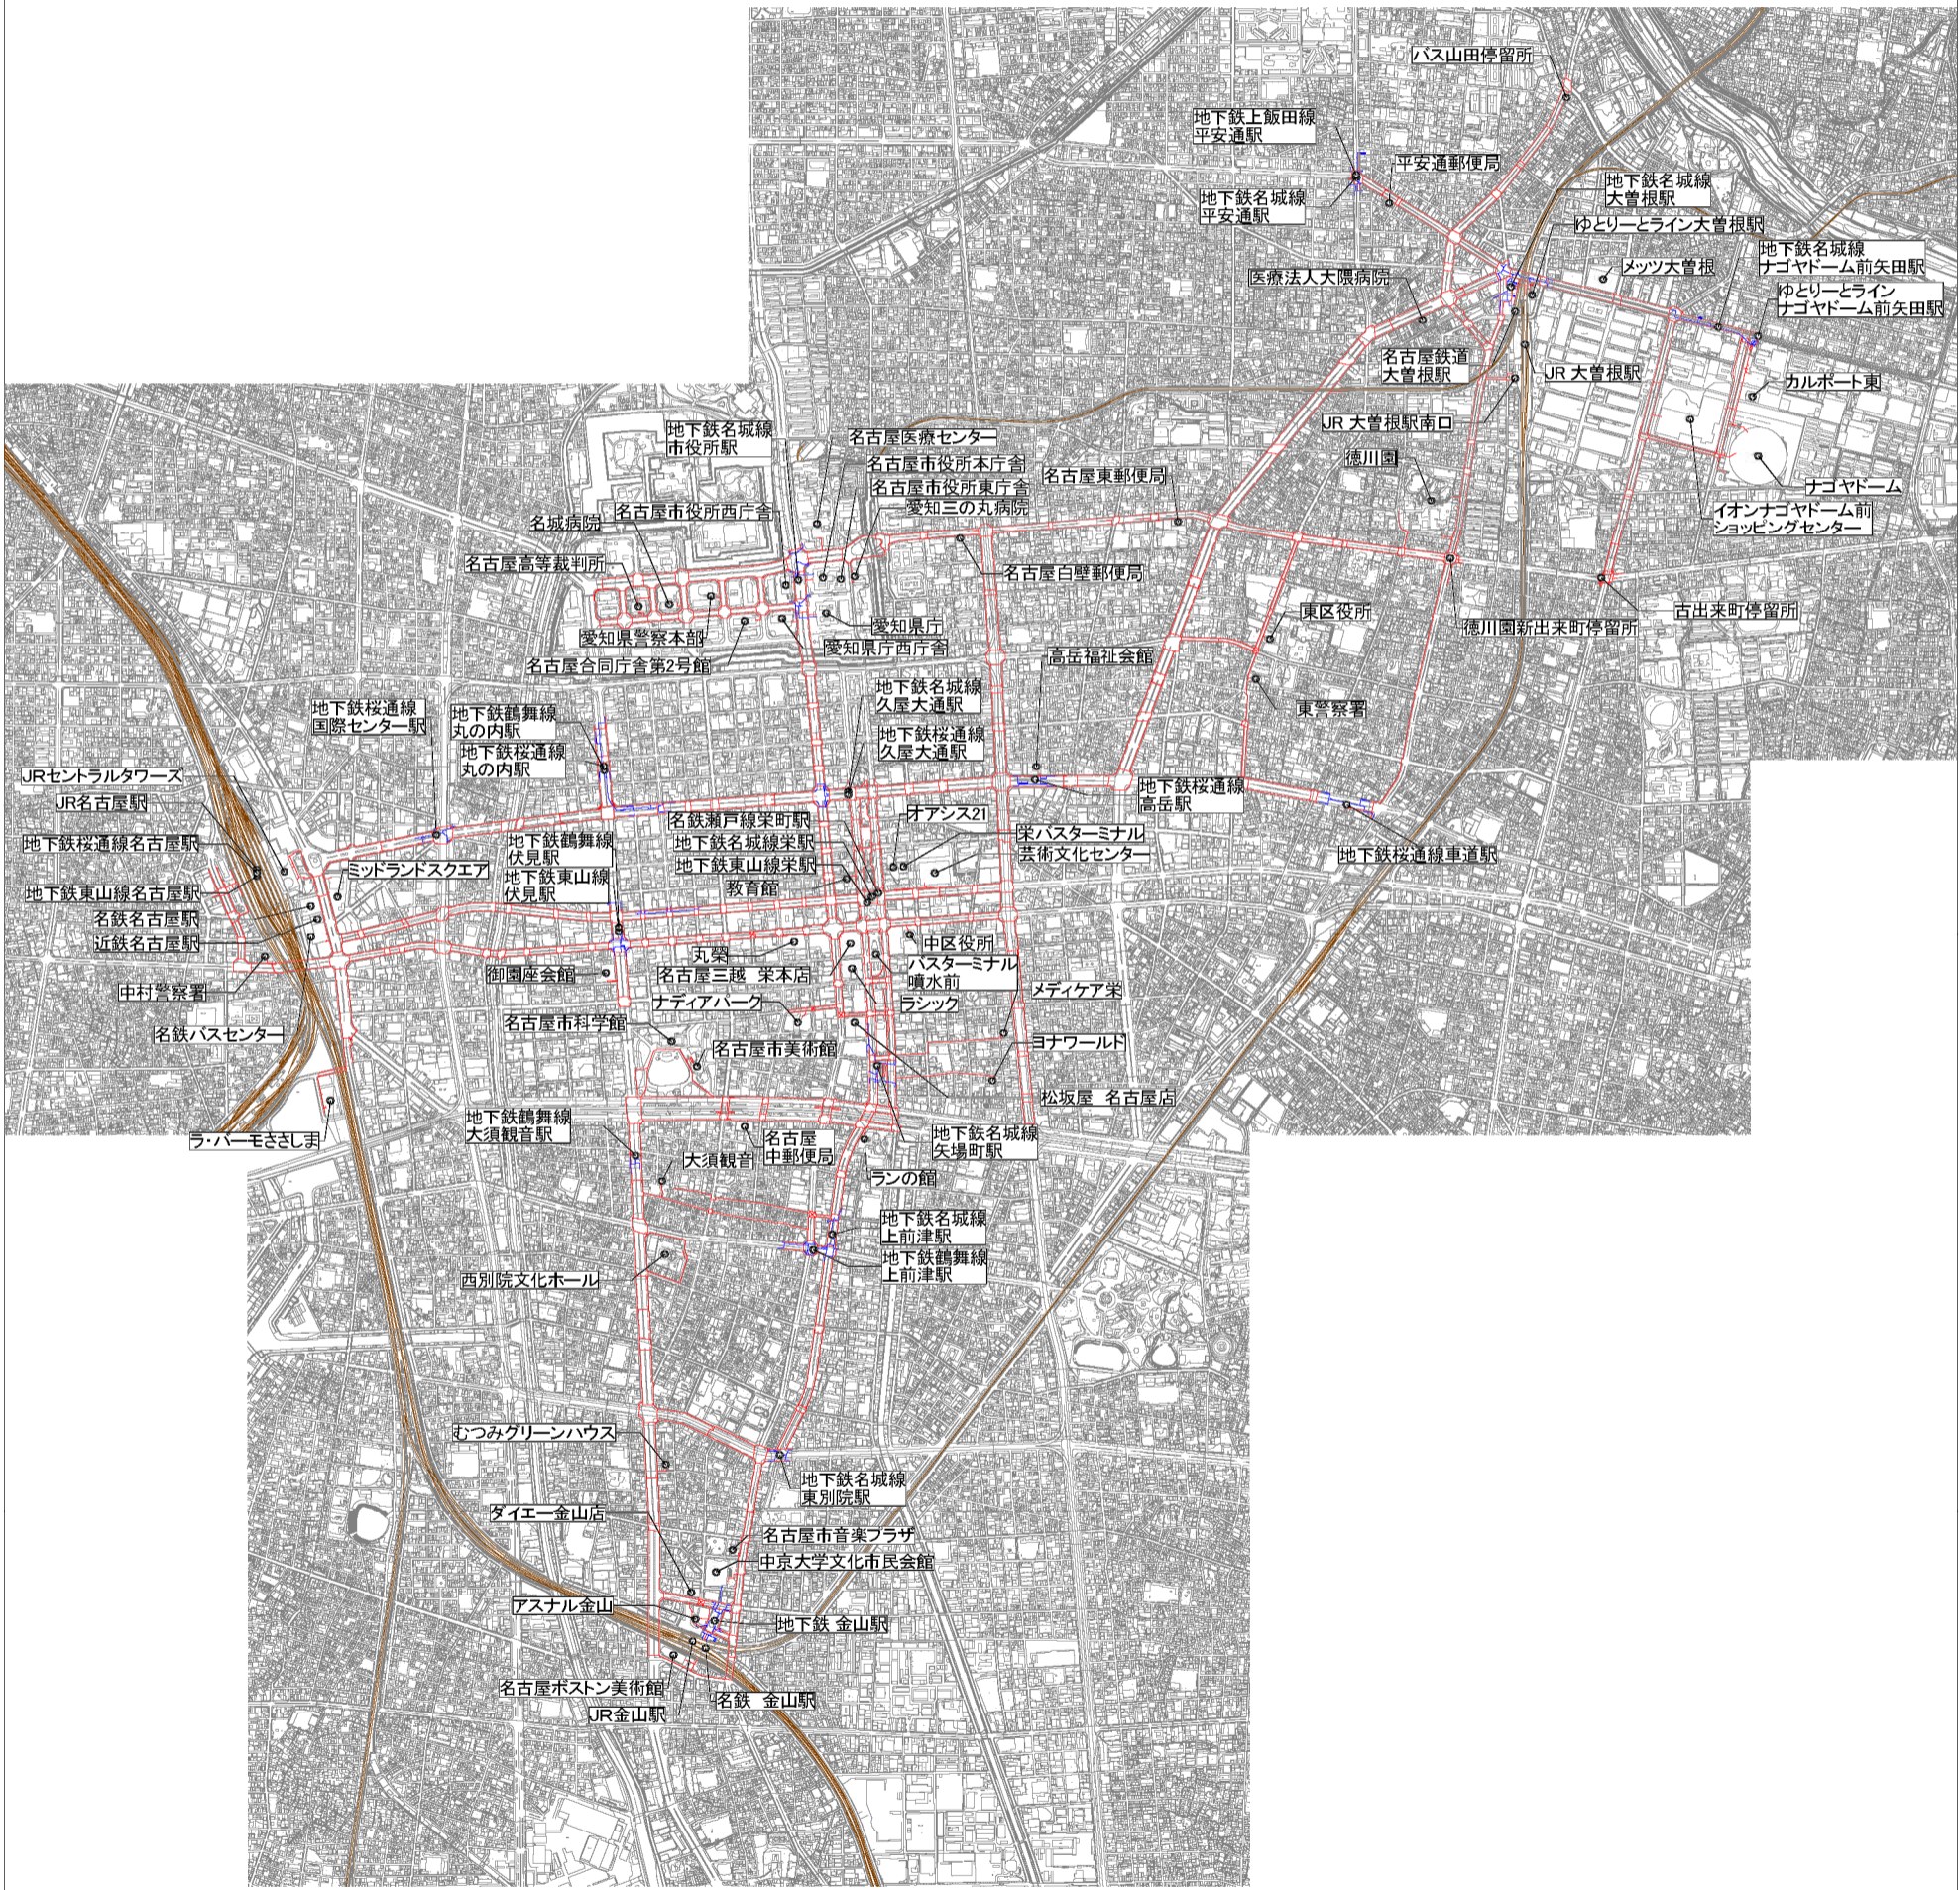 バス山田停留所
地下鉄上飯田線
平安通駅
平安通郵便局
地下鉄名城線
平安通駅
地下鉄名城線
大曽根駅
ゆとりーとライン大曽根駅
地下鉄名城線
ナゴヤドーム前矢田駅
メッツ大曽根
医療法人大隈病院
ゆとりーとライン
ナゴヤドーム前矢田駅
名古屋鉄道
大曽根駅
JR 大曽根駅
カルポート東
JR 大曽根駅南口
徳川園
ナゴヤドーム
イオンナゴヤドーム前
ショッピングセンター
地下鉄名城線
市役所駅
名古屋医療センター
名古屋市役所本庁舎
名古屋東郵便局
名古屋市役所東庁舎
愛知三の丸病院
名古屋市役所西庁舎
名城病院
名古屋高等裁判所
名古屋白壁郵便局
東区役所
古出来町停留所
徳川園新出来町停留所
愛知県庁
愛知県警察本部
愛知県庁西庁舎
名古屋合同庁舎第2号館
高岳福祉会館
東警察署
地下鉄名城線
久屋大通駅
地下鉄桜通線
久屋大通駅
地下鉄桜通線
国際センター駅
地下鉄鶴舞線
丸の内駅
地下鉄桜通線
丸の内駅
JRセントラルタワーズ
JR名古屋駅
地下鉄桜通線
高岳駅
名鉄瀬戸線栄町駅
オアシス21
栄バスターミナル
地下鉄名城線栄駅
芸術文化センター
地下鉄東山線栄駅
教育館
地下鉄桜通線車道駅
地下鉄鶴舞線
伏見駅
地下鉄東山線
伏見駅
地下鉄桜通線名古屋駅
ミッドランドスクエア
地下鉄東山線名古屋駅
名鉄名古屋駅
近鉄名古屋駅
中区役所
丸榮
名古屋三越　栄本店
バスターミナル
噴水前
御園座会館
中村警察署
メディケア栄
ナディアパーク
ラシック
名古屋市科学館
名鉄バスセンター
名古屋市美術館
ヨナワールド
松坂屋　名古屋店
地下鉄鶴舞線
大須観音駅
ラ・バーモささしま
名古屋
中郵便局
地下鉄名城線
矢場町駅
大須観音
ランの館
地下鉄名城線
上前津駅
地下鉄鶴舞線
上前津駅
西別院文化ホール
むつみグリーンハウス
地下鉄名城線
東別院駅
ダイエー金山店
名古屋市音楽プラザ
中京大学文化市民会館
アスナル金山
地下鉄 金山駅
名古屋ボストン美術館
名鉄　金山駅
JR金山駅